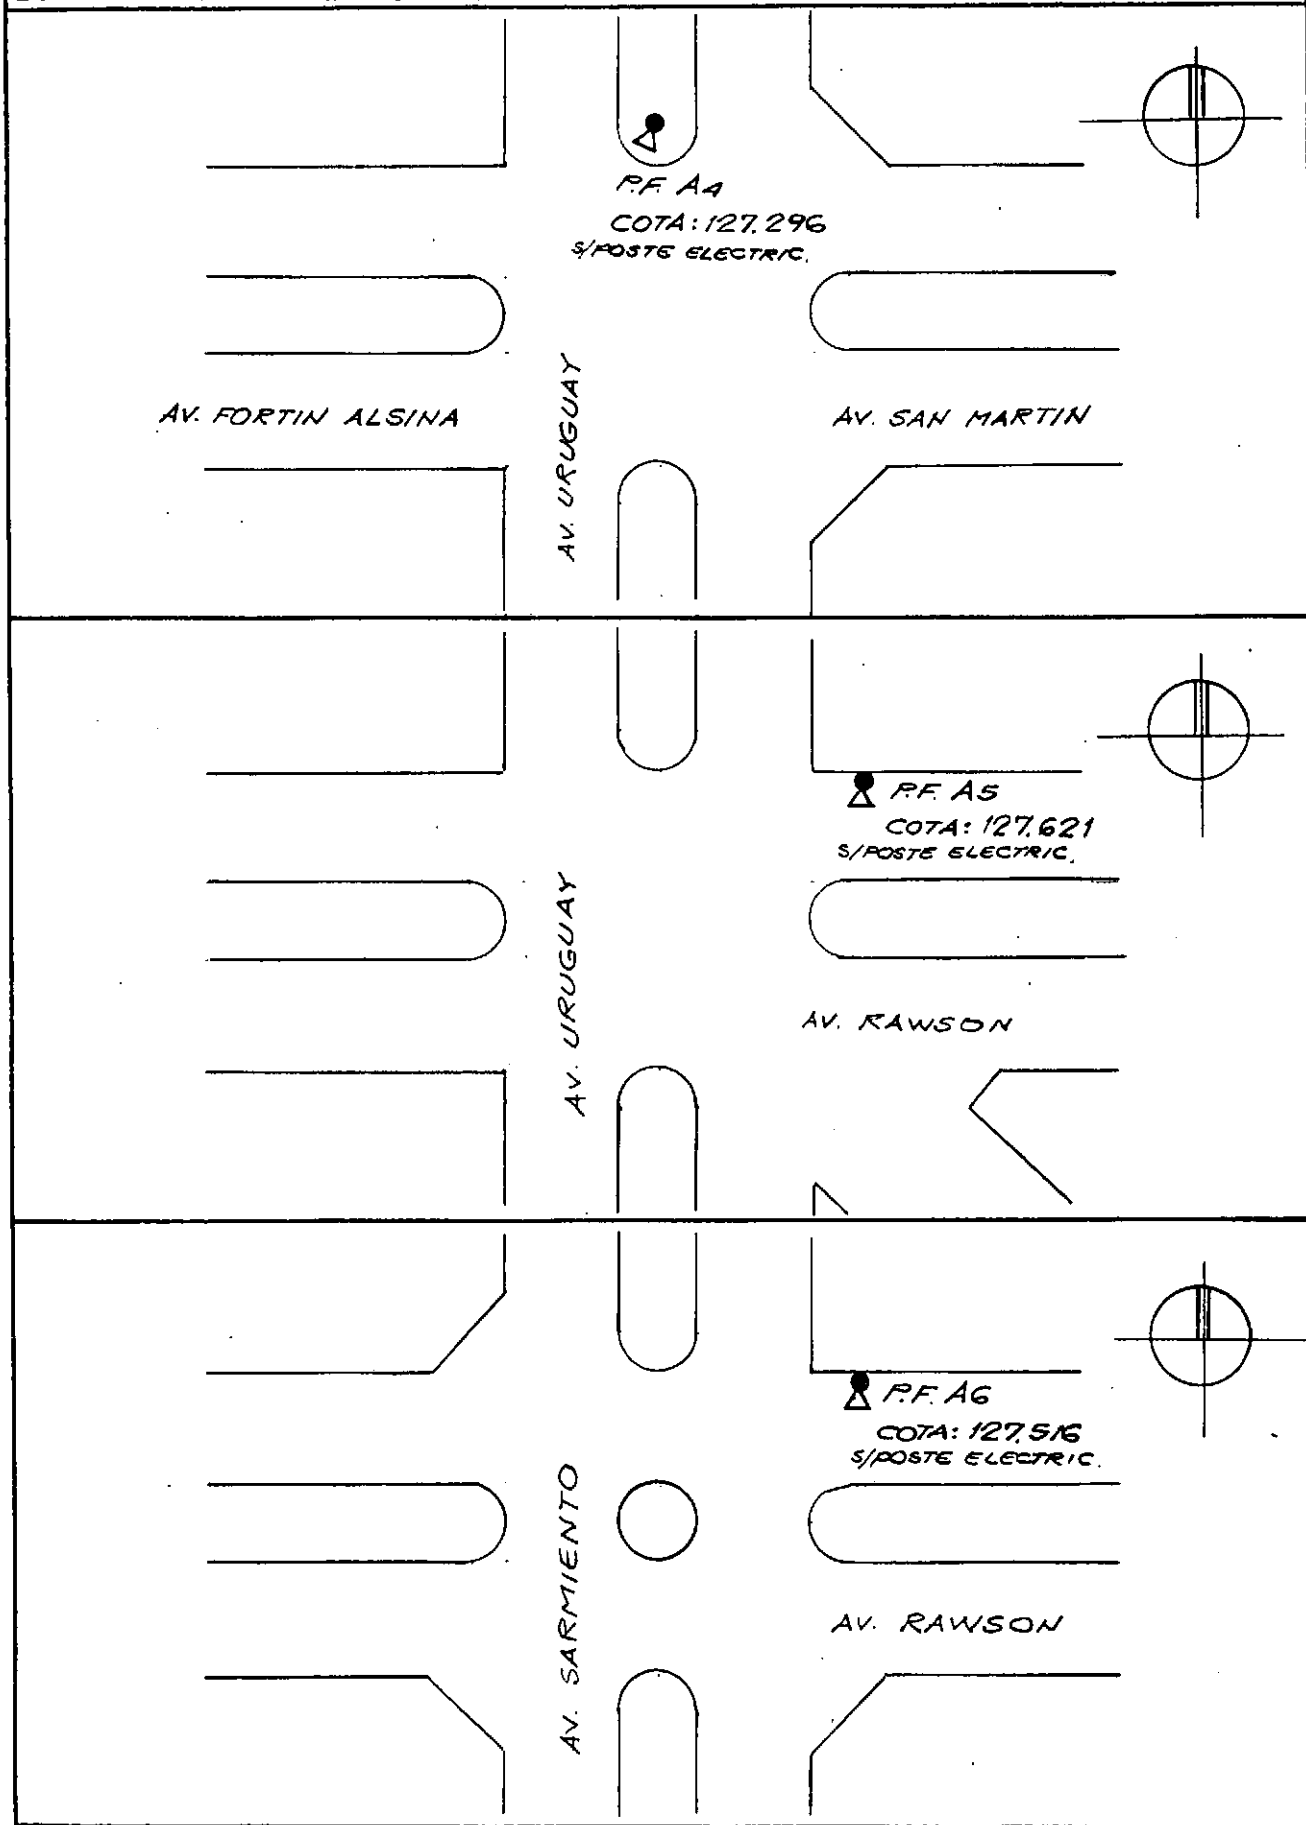 P.F. A4
COTA: 127.296
S/POSTE ELECTRIC.
AV. FORTIN ALSINA
AV. URUGUAY
AV. SAN MARTIN
P.F. A5
COTA: 127.621
S/POSTE ELECTRIC.
AV. URUGUAY
AV. RAWSON
P.F. A6
COTA: 127.516
S/POSTE ELECTRIC.
AV. SARMIENTO
AV. RAWSON